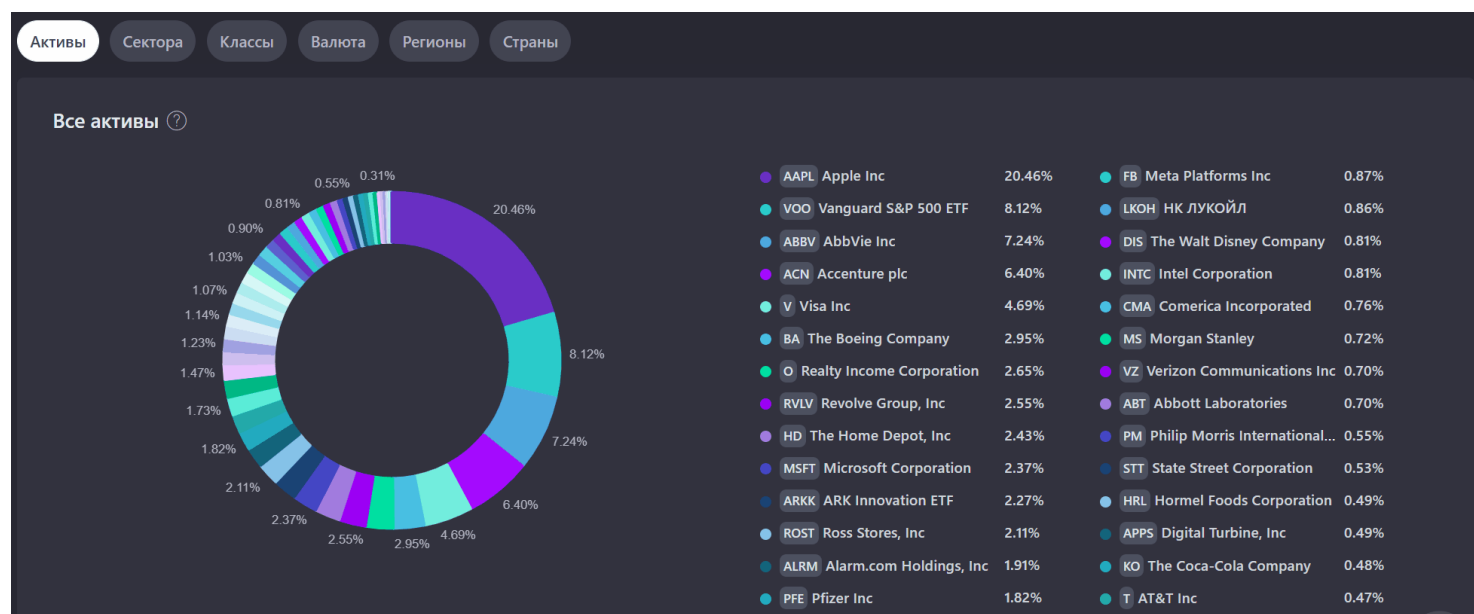 Активы Сектора Классы Валюта Регионы Страны
Все активы ?
0.31%
0.55%
0.81%
0.90%
1.03%
1.07%
1.14%
1.23%
1.47%
1.73%
1.82%
2.11%
2.37%
2.55%
2.95%
4.69%
6.40%
7.24%
8.12%
20.46%
AAPL Apple Inc 20.46%
VOO Vanguard S&P 500 ETF 8.12%
ABBV AbbVie Inc 7.24%
ACN Accenture plc 6.40%
V Visa Inc 4.69%
BA The Boeing Company 2.95%
O Realty Income Corporation 2.65%
RVLV Revolve Group, Inc 2.55%
HD The Home Depot, Inc 2.43%
MSFT Microsoft Corporation 2.37%
ARKK ARK Innovation ETF 2.27%
ROST Ross Stores, Inc 2.11%
ALRM Alarm.com Holdings, Inc 1.91%
PFE Pfizer Inc 1.82%
FB Meta Platforms Inc 0.87%
LKOH НК ЛУКОЙЛ 0.86%
DIS The Walt Disney Company 0.81%
INTC Intel Corporation 0.81%
CMA Comerica Incorporated 0.76%
MS Morgan Stanley 0.72%
VZ Verizon Communications Inc 0.70%
ABT Abbott Laboratories 0.70%
PM Philip Morris International... 0.55%
STT State Street Corporation 0.53%
HRL Hormel Foods Corporation 0.49%
APPS Digital Turbine, Inc 0.49%
KO The Coca-Cola Company 0.48%
T AT&T Inc 0.47%